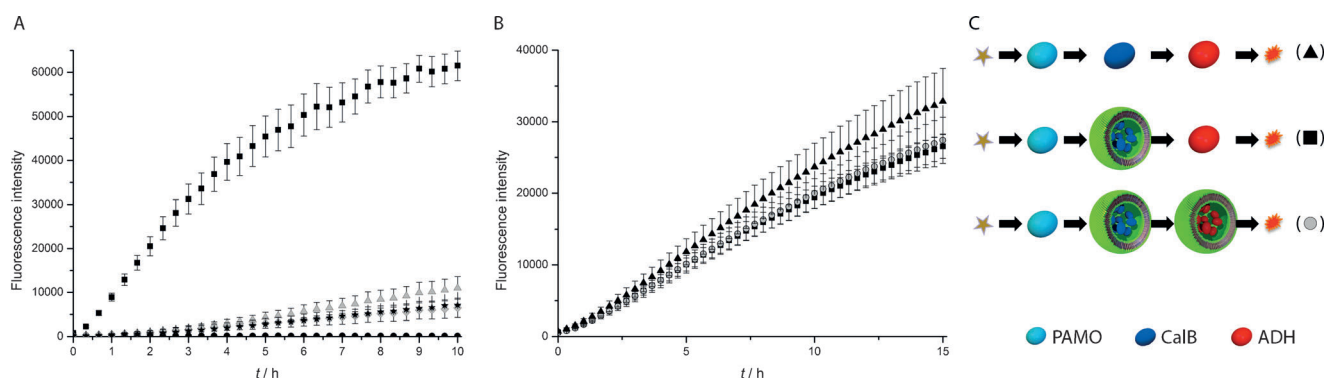 A
Fluorescence intensity
60000
50000
40000
30000
20000
10000
0
0 1 2 3 4 5 6 7 8 9 10
t / h
B
Fluorescence intensity
40000
30000
20000
10000
0
0 5 10 15
t / h
C
(▲)
(■)
(●)
PAMO CalB ADH